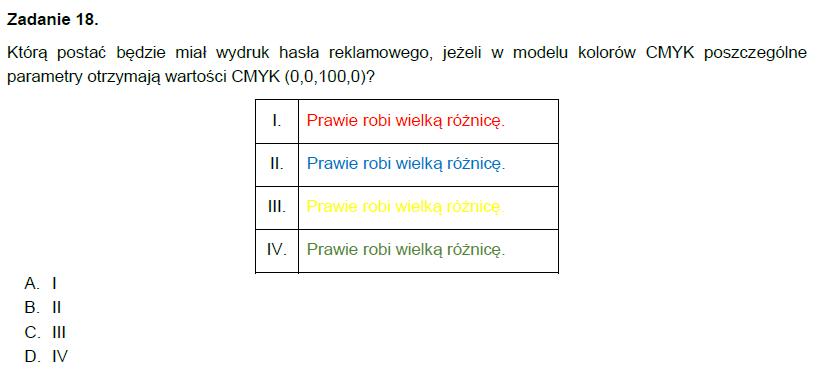 Zadanie 18.
Którą postać będzie miał wydruk hasła reklamowego, jeżeli w modelu kolorów CMYK poszczególne
parametry otrzymają wartości CMYK (0,0,100,0)?
I. Prawie robi wielką różnicę.
II. Prawie robi wielką różnicę.
III. Prawie robi wielką różnicę.
IV. Prawie robi wielką różnicę.
A. I
B. II
C. III
D. IV